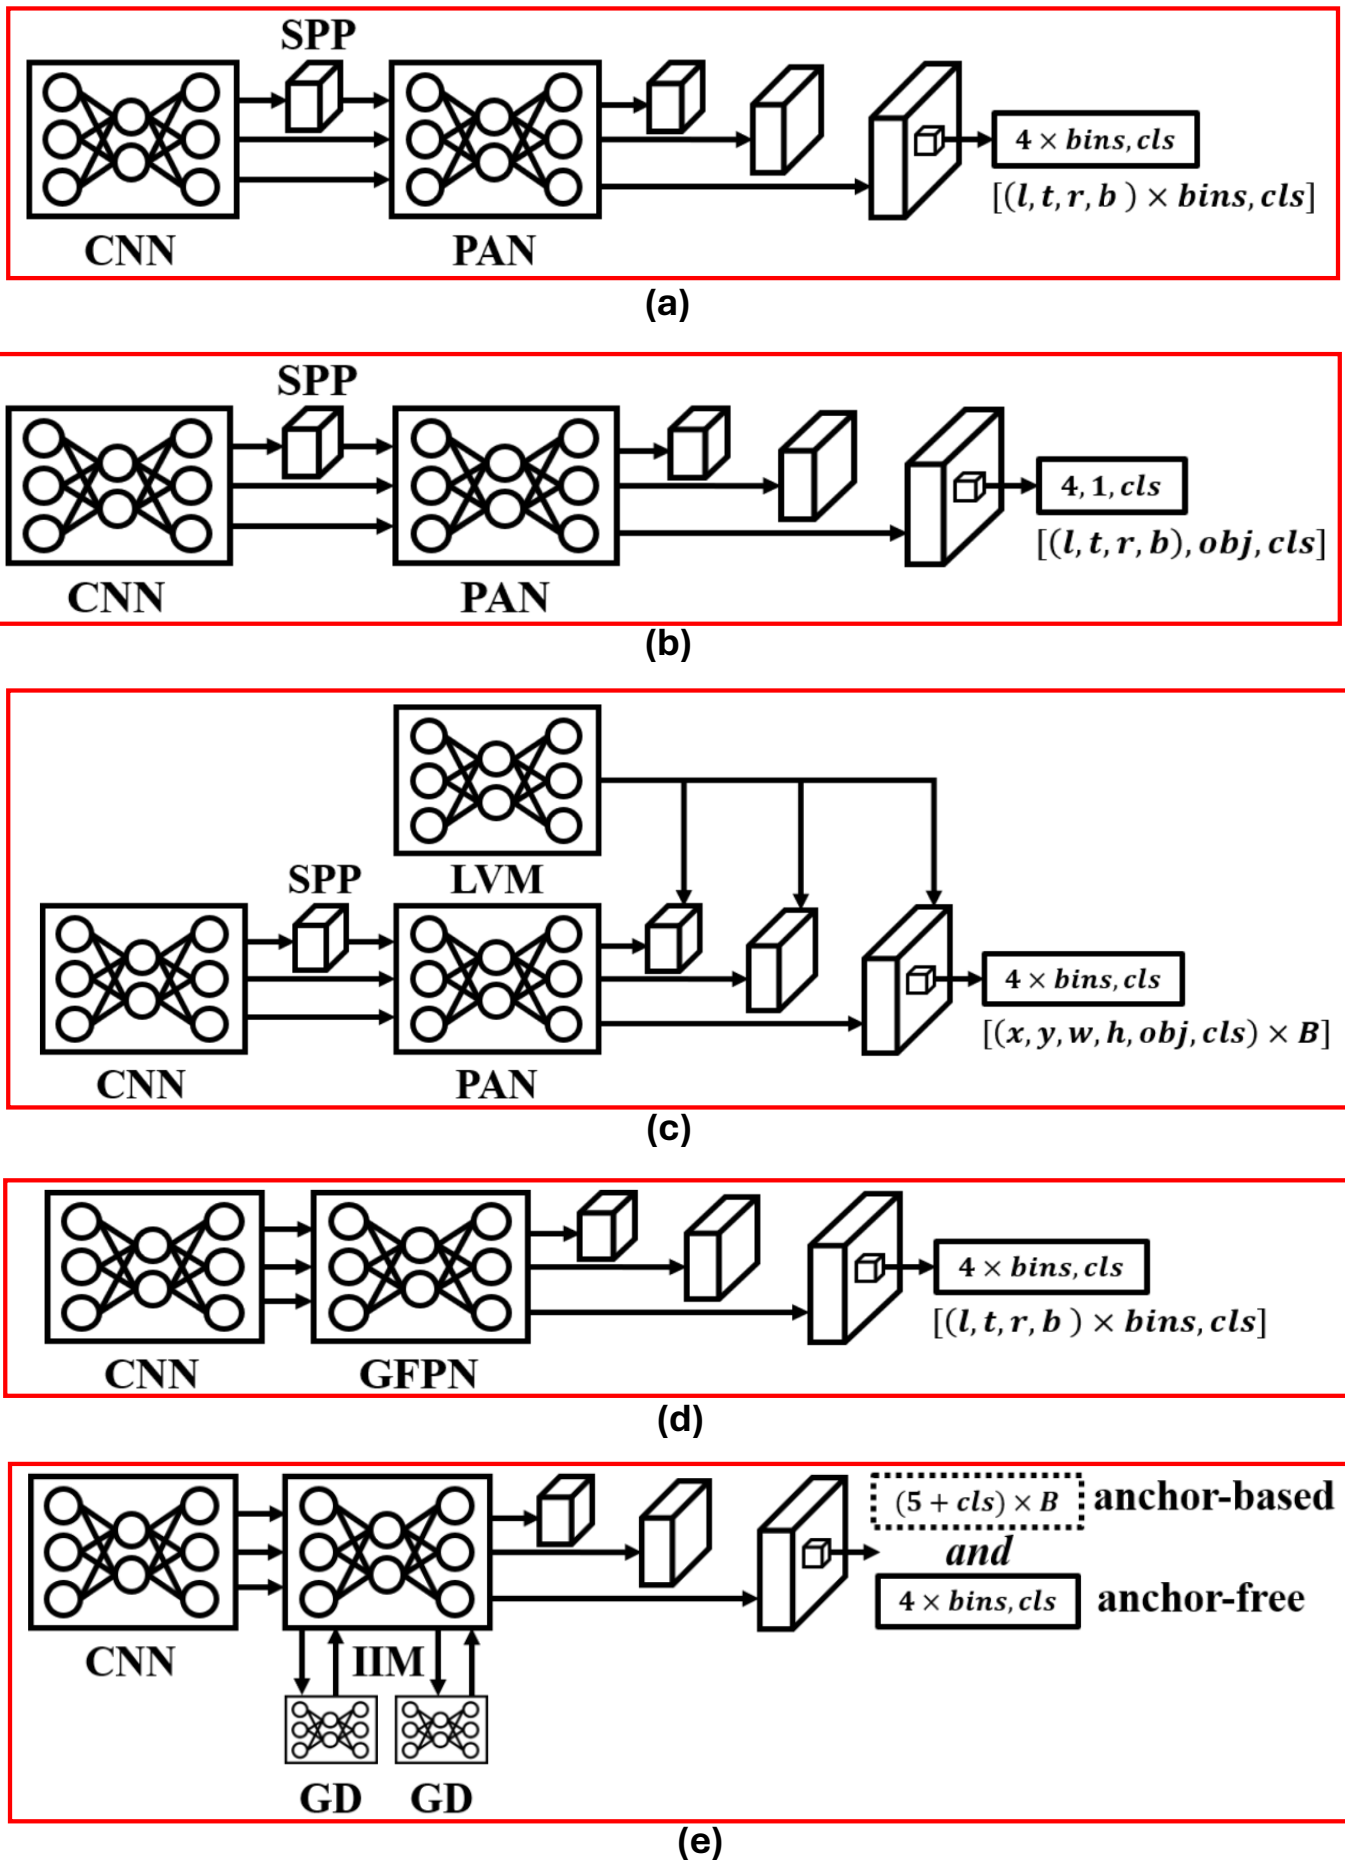 SPP
4 × bins, cls
[(l, t, r, b ) × bins, cls]
CNN
PAN
(a)
SPP
4, 1, cls
[(l, t, r, b), obj, cls]
CNN
PAN
(b)
LVM
SPP
4 × bins, cls
[(x, y, w, h, obj, cls) × B]
CNN
PAN
(c)
4 × bins, cls
[(l, t, r, b ) × bins, cls]
CNN
GFPN
(d)
(5 + cls) × B anchor-based
and
4 × bins, cls anchor-free
CNN
IIM
GD
GD
(e)